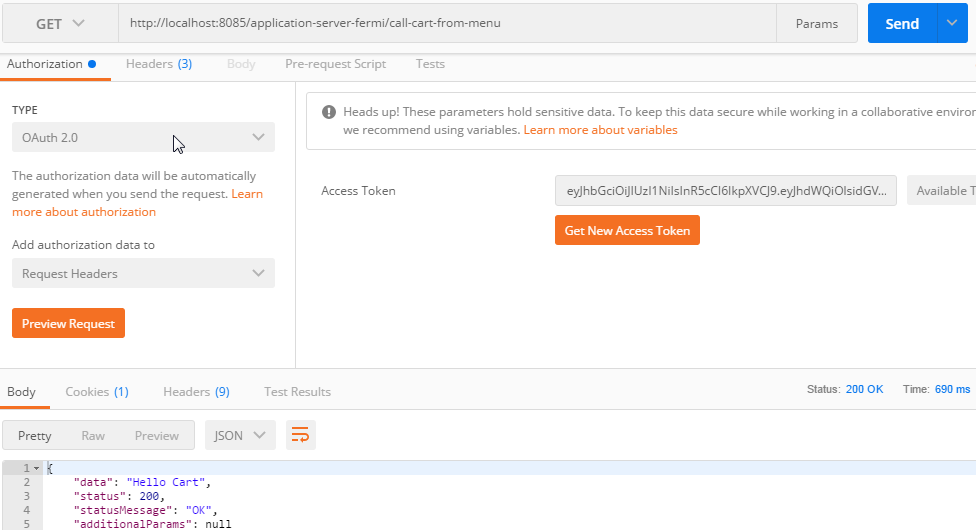 GET http://localhost:8085/application-server-fermi/call-cart-from-menu Params Send
Authorization Headers (3) Body Pre-request Script Tests
TYPE
OAuth 2.0
The authorization data will be automatically
generated when you send the request. Learn
more about authorization
Add authorization data to
Request Headers
Preview Request
Heads up! These parameters hold sensitive data. To keep this data secure while working in a collaborative environ
we recommend using variables. Learn more about variables
Access Token eyJhbGciOiJIUzI1NiIsInR5cCI6IkpXVCJ9.eyJhdWQiOlsidGV... Available T
Get New Access Token
Body Cookies (1) Headers (9) Test Results Status: 200 OK Time: 690 ms
Pretty Raw Preview JSON
1 {
2 "data": "Hello Cart",
3 "status": 200,
4 "statusMessage": "OK",
5 "additionalParams": null